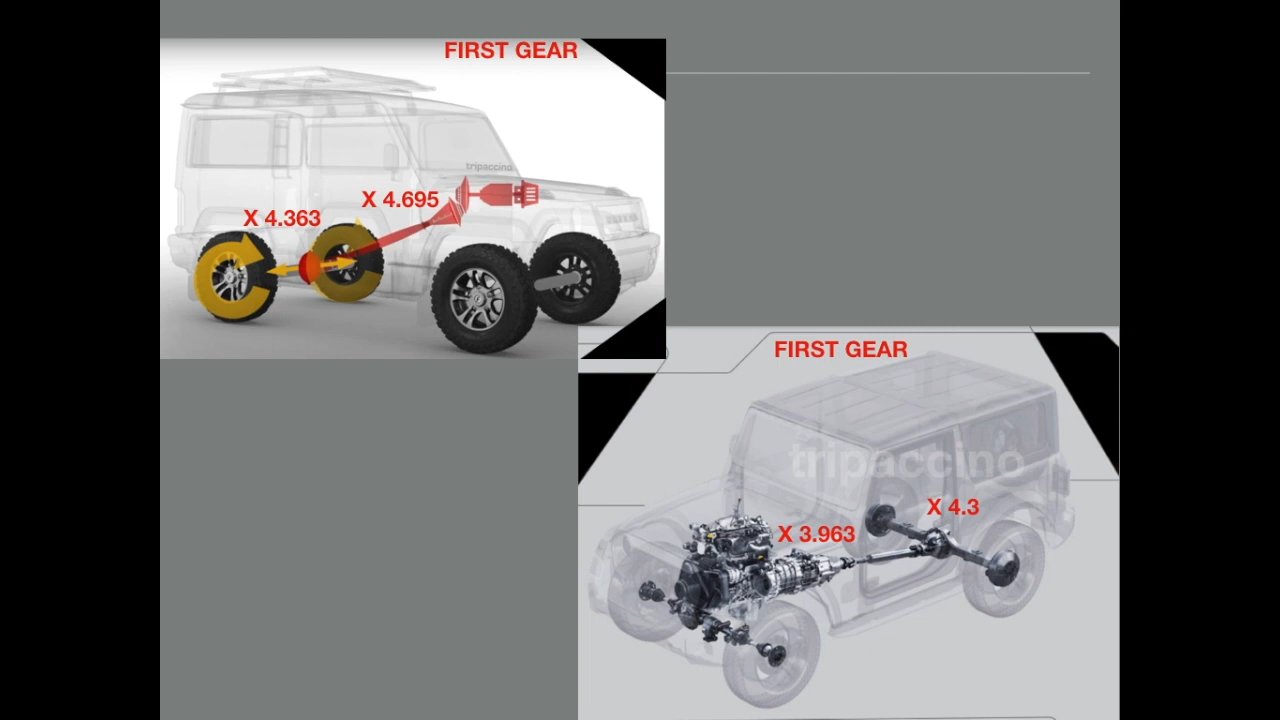 FIRST GEAR
tripaccino
X 4.695
X 4.363
FIRST GEAR
tripaccino
X 4.3
X 3.963